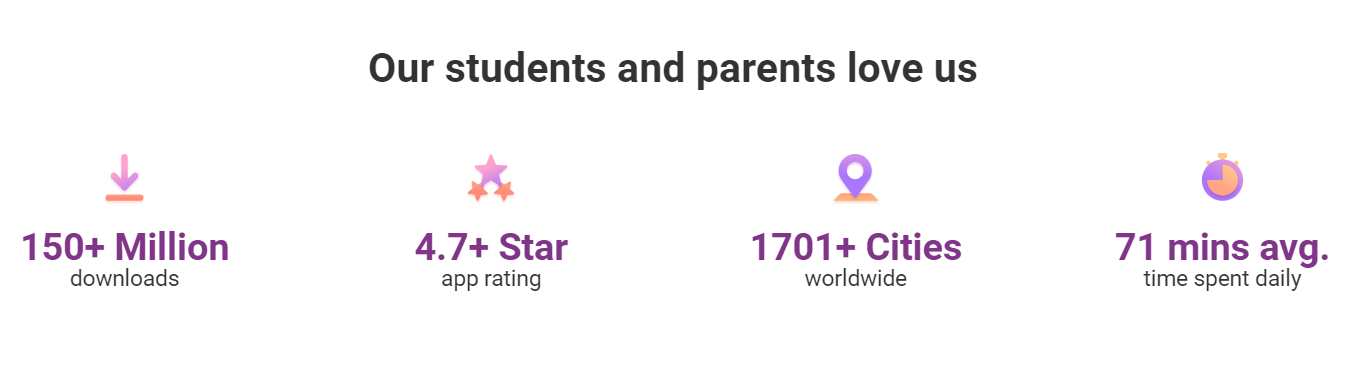 Our students and parents love us
150+ Million
downloads
4.7+ Star
app rating
1701+ Cities
worldwide
71 mins avg.
time spent daily